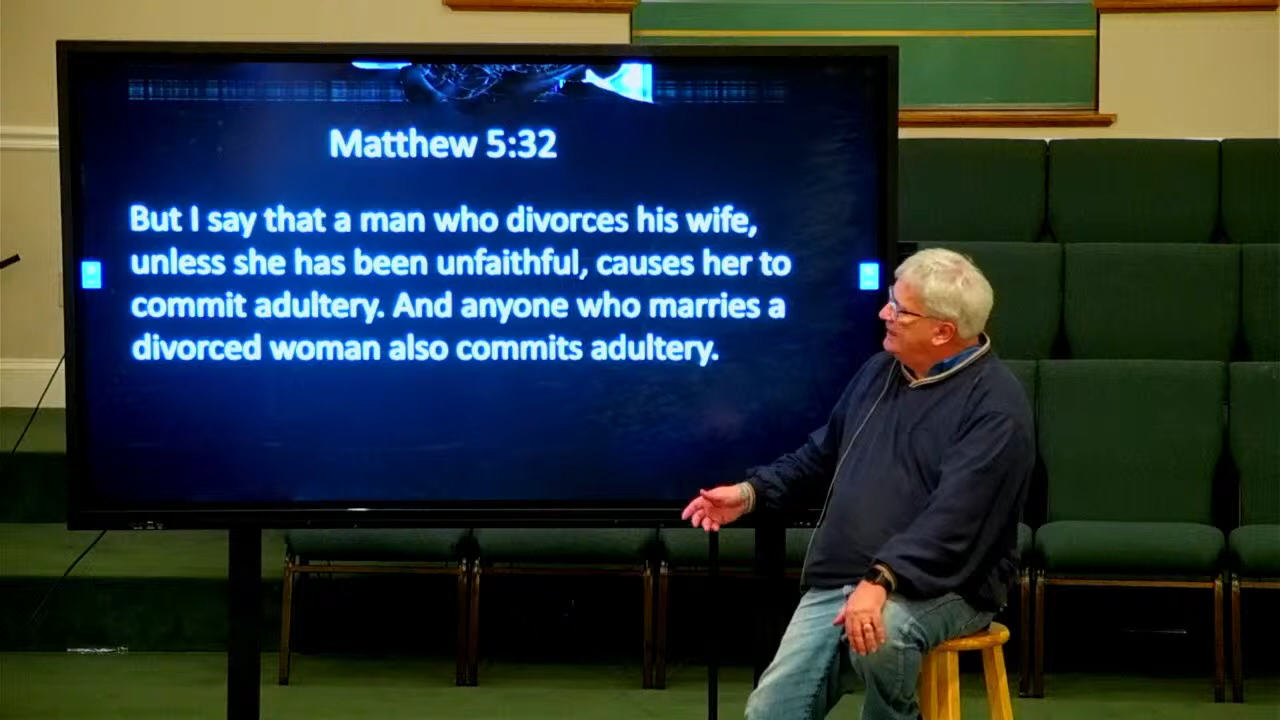 Matthew 5:32
But I say that a man who divorces his wife,
unless she has been unfaithful, causes her to
commit adultery. And anyone who marries a
divorced woman also commits adultery.